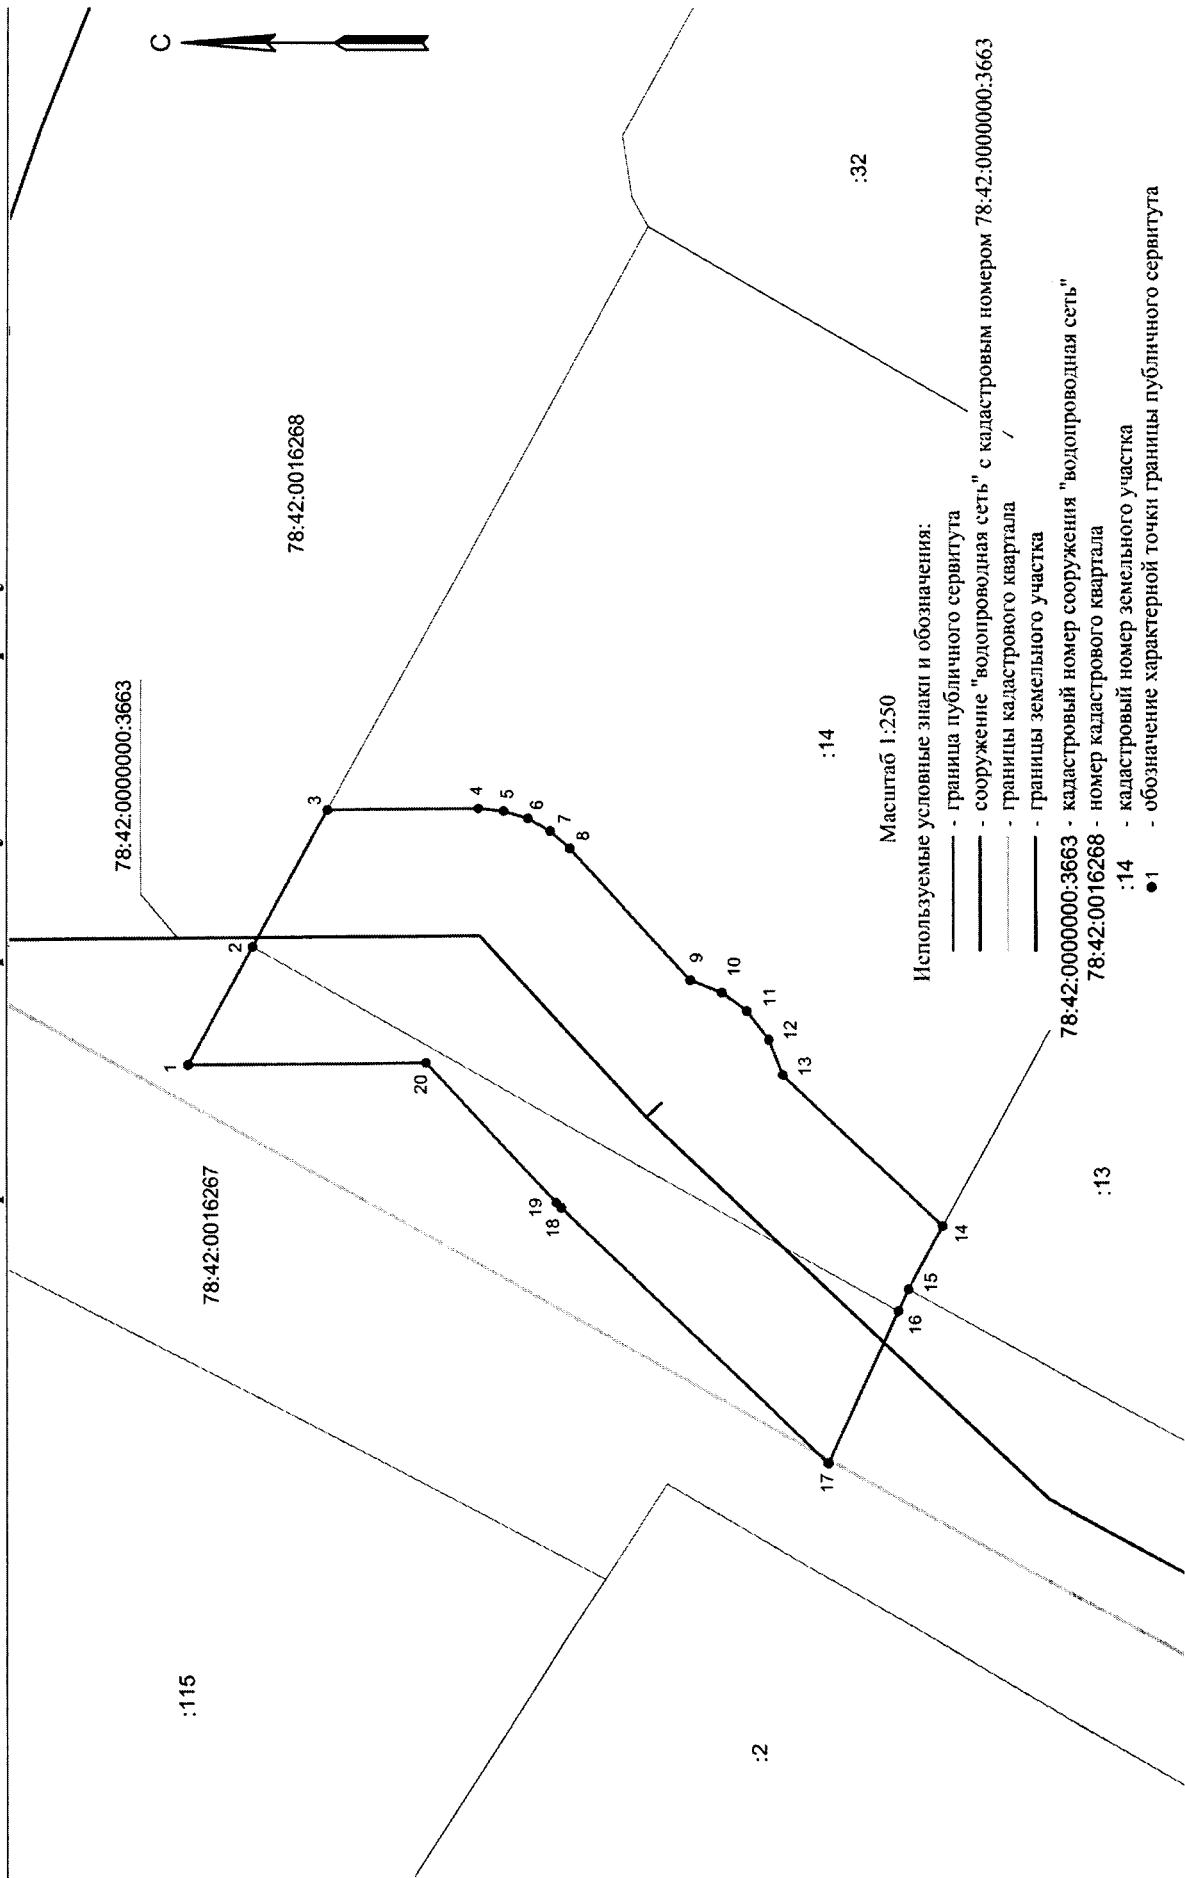 С
78:42:0000000:3663
78:42:0016268
78:42:0016267
:115
:2
:32
:14
:13
1
2
3
4
5
6
7
8
9
10
11
12
13
14
15
16
17
18
19
20
Масштаб 1:250
Используемые условные знаки и обозначения:
- граница публичного сервитута
- сооружение "водопроводная сеть" с кадастровым номером 78:42:0000000:3663
- границы кадастрового квартала
- границы земельного участка
78:42:0000000:3663 - кадастровый номер сооружения "водопроводная сеть"
78:42:0016268 - номер кадастрового квартала
:14 - кадастровый номер земельного участка
●1 - обозначение характерной точки границы публичного сервитута